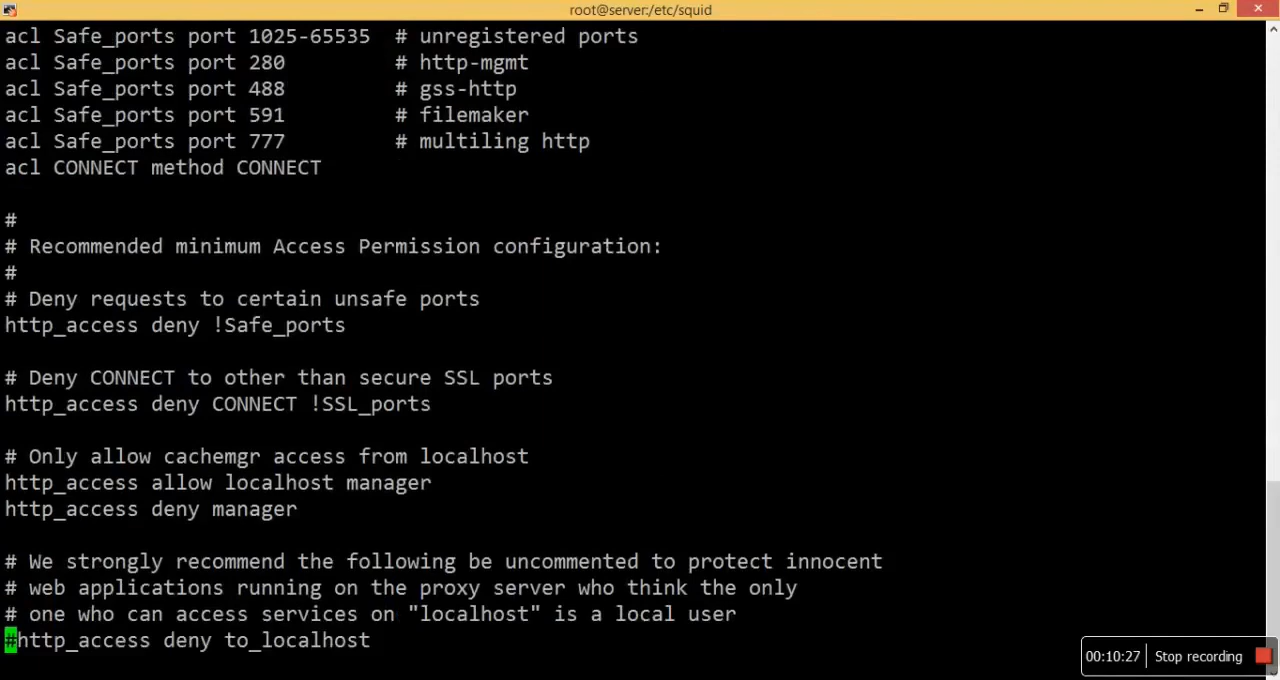 root@server:/etc/squid
acl Safe_ports port 1025-65535  # unregistered ports
acl Safe_ports port 280         # http-mgmt
acl Safe_ports port 488         # gss-http
acl Safe_ports port 591         # filemaker
acl Safe_ports port 777         # multiling http
acl CONNECT method CONNECT
#
# Recommended minimum Access Permission configuration:
#
# Deny requests to certain unsafe ports
http_access deny !Safe_ports
# Deny CONNECT to other than secure SSL ports
http_access deny CONNECT !SSL_ports
# Only allow cachemgr access from localhost
http_access allow localhost manager
http_access deny manager
# We strongly recommend the following be uncommented to protect innocent
# web applications running on the proxy server who think the only
# one who can access services on "localhost" is a local user
#http_access deny to_localhost
00:10:27 Stop recording